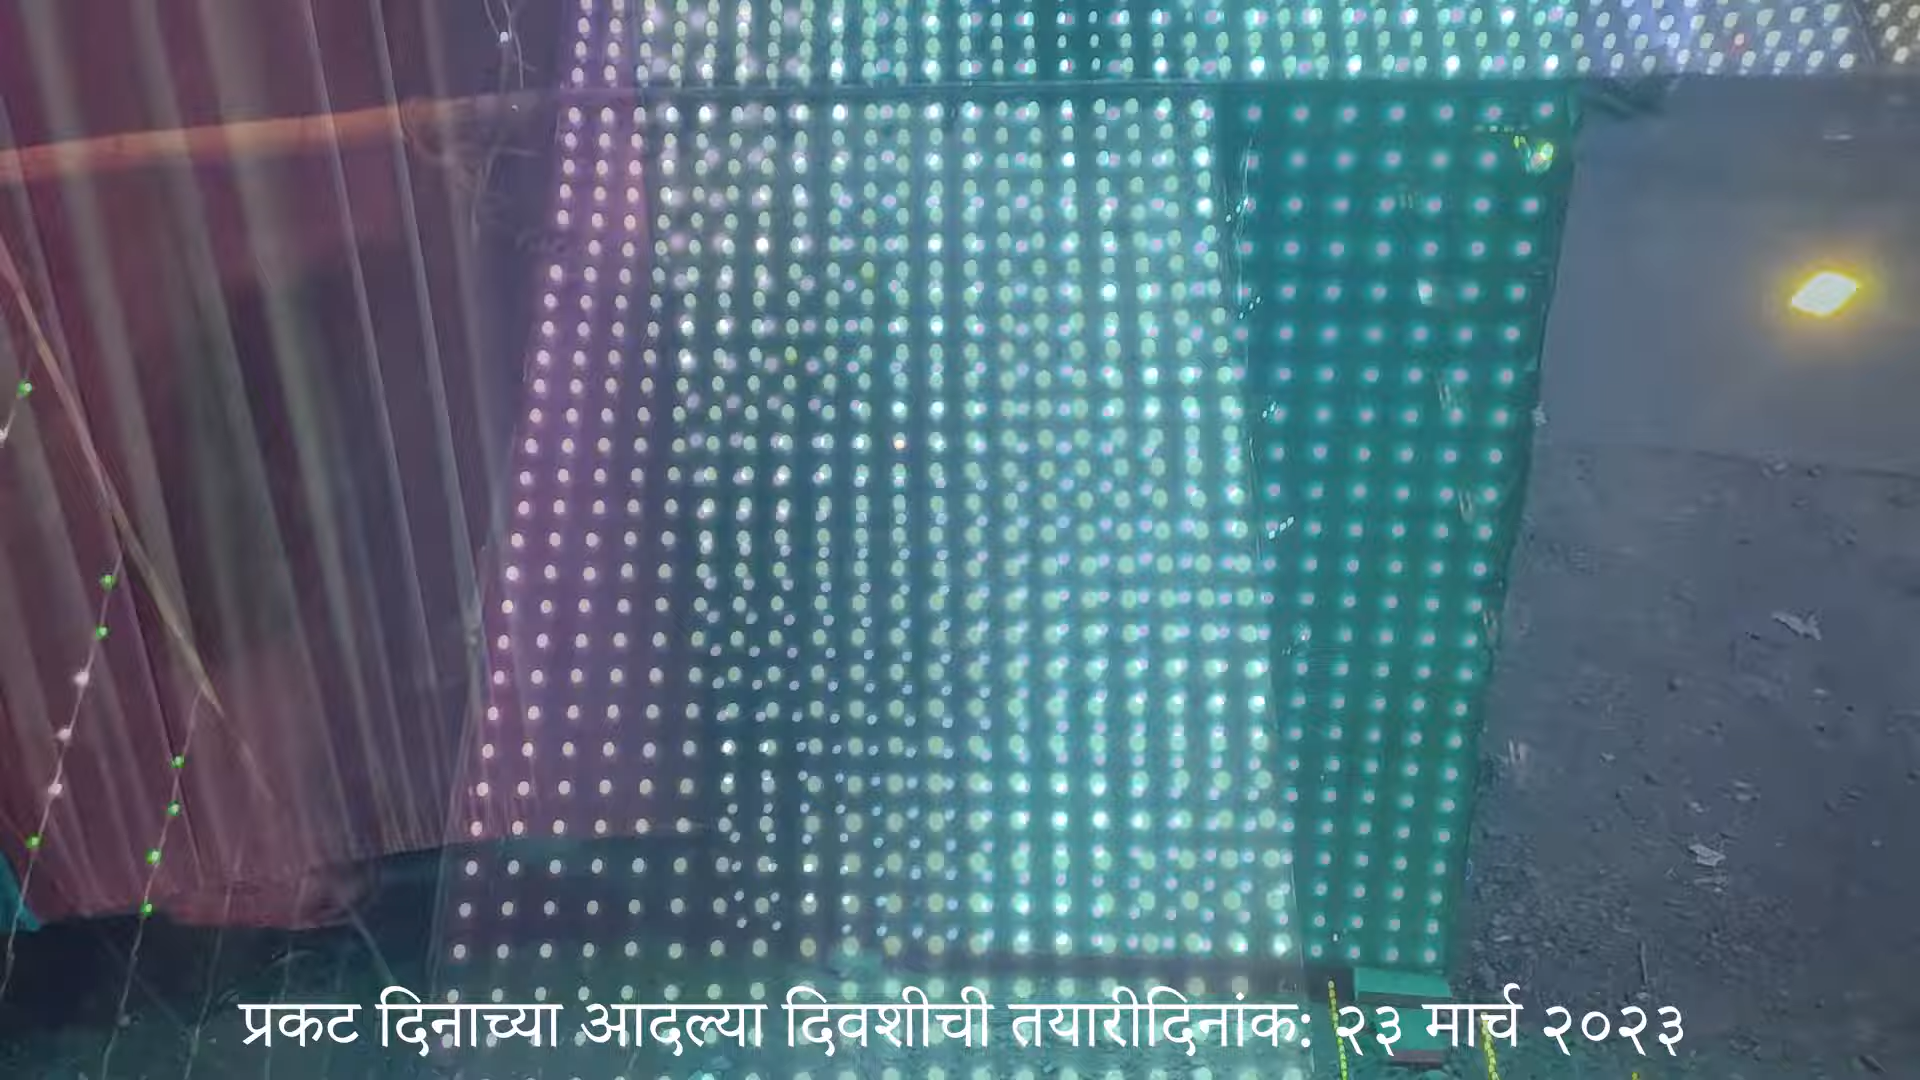 प्रकट दिनाच्या आदल्या दिवशीची तयारीदिनांक: २३ मार्च २०२३